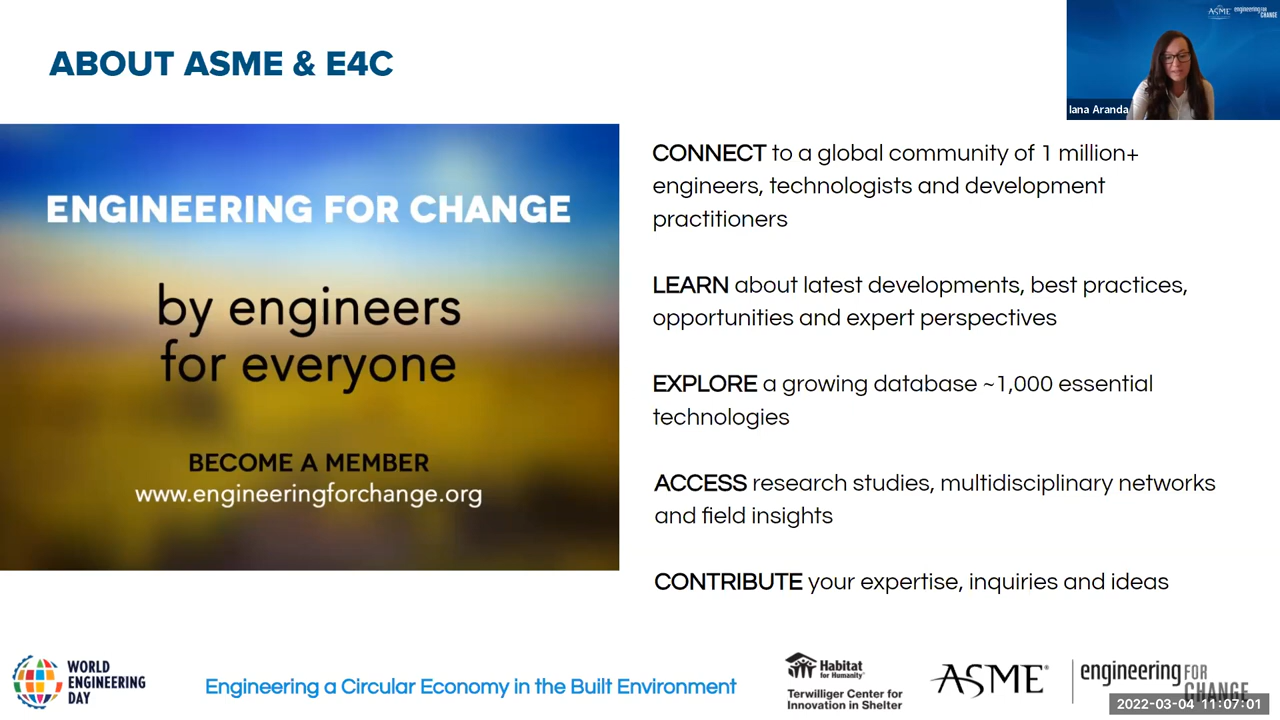 ABOUT ASME & E4C
ASME
engineering FOR
CHANGE
Iana Aranda
ENGINEERING FOR CHANGE
by engineers
for everyone
BECOME A MEMBER
www.engineeringforchange.org
CONNECT to a global community of 1 million+
engineers, technologists and development
practitioners
LEARN about latest developments, best practices,
opportunities and expert perspectives
EXPLORE a growing database ~1,000 essential
technologies
ACCESS research studies, multidisciplinary networks
and field insights
CONTRIBUTE your expertise, inquiries and ideas
WORLD
ENGINEERING
DAY
Engineering a Circular Economy in the Built Environment
Habitat
for Humanity®
Terwilliger Center for
Innovation in Shelter
ASME®
engineering FOR
CHANGE
2022-03-04 11:07:01